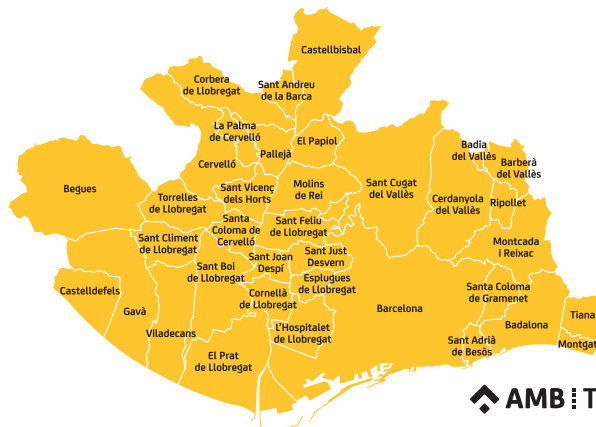 Castellbisbal
Corbera
de Llobregat
Sant Andreu
de la Barca
La Palma
de Cervelló
El Papiol
Pallejà
Cervelló
Badia
del Vallès
Barberà
del Vallès
Begues
Torrelles
de Llobregat
Sant Vicenç
dels Horts
Molins
de Rei
Sant Cugat
del Vallès
Cerdanyola
del Vallès
Ripollet
Santa
Coloma de
Cervelló
Sant Feliu
de Llobregat
Sant Climent
de Llobregat
Montcada
i Reixac
Sant Joan
Despí
Sant Just
Desvern
Sant Boi
de Llobregat
Esplugues
de Llobregat
Castelldefels
Gavà
Cornellà
de Llobregat
Barcelona
Santa Coloma
de Gramenet
Viladecans
L'Hospitalet
de Llobregat
Badalona
Tiana
Sant Adrià
de Besòs
Montgat
El Prat
de Llobregat
AMB T